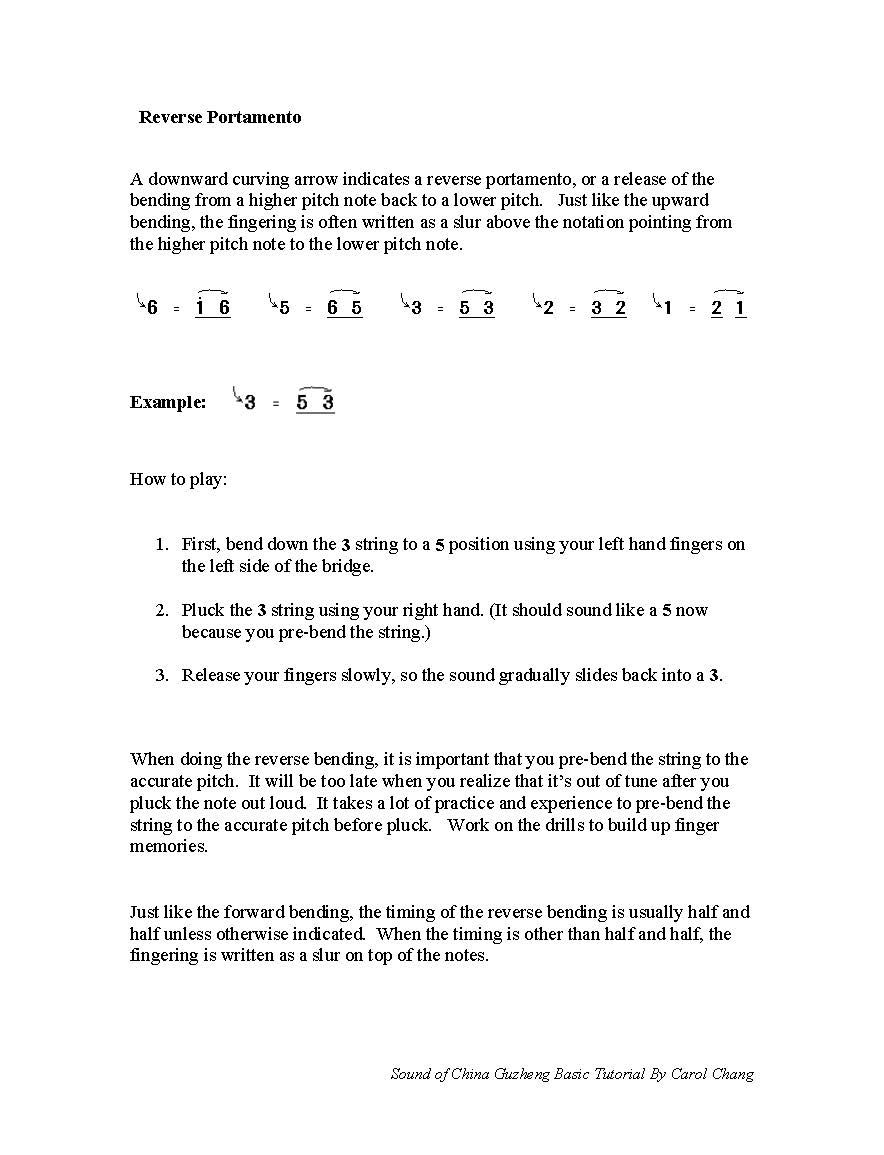 Reverse Portamento
A downward curving arrow indicates a reverse portamento, or a release of the
bending from a higher pitch note back to a lower pitch.   Just like the upward
bending, the fingering is often written as a slur above the notation pointing from
the higher pitch note to the lower pitch note.
↘6 = i̇ 6 ↘5 = 6 5 ↘3 = 5 3 ↘2 = 3 2 ↘1 = 2 1
Example: ↘3 = 5 3
How to play:
1. First, bend down the 3 string to a 5 position using your left hand fingers on
the left side of the bridge.
2. Pluck the 3 string using your right hand. (It should sound like a 5 now
because you pre-bend the string.)
3. Release your fingers slowly, so the sound gradually slides back into a 3.
When doing the reverse bending, it is important that you pre-bend the string to the
accurate pitch.  It will be too late when you realize that it’s out of tune after you
pluck the note out loud.  It takes a lot of practice and experience to pre-bend the
string to the accurate pitch before pluck.   Work on the drills to build up finger
memories.
Just like the forward bending, the timing of the reverse bending is usually half and
half unless otherwise indicated.  When the timing is other than half and half, the
fingering is written as a slur on top of the notes.
Sound of China Guzheng Basic Tutorial By Carol Chang